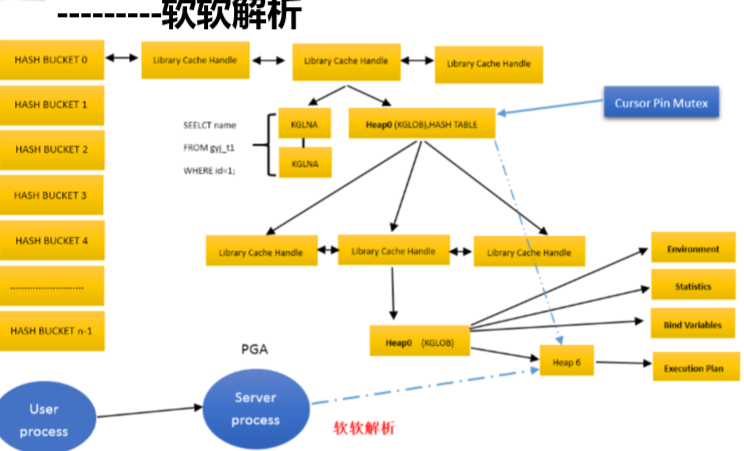 ---------软软解析
HASH BUCKET 0
Library Cache Handle
Library Cache Handle
Library Cache Handle
HASH BUCKET 1
Cursor Pin Mutex
SEELCT name
KGLNA
Heap0 (KGLOB),HASH TABLE
HASH BUCKET 2
FROM gyj_t1
KGLNA
WHERE id=1;
HASH BUCKET 3
HASH BUCKET 4
Library Cache Handle
Library Cache Handle
Library Cache Handle
Environment
Statistics
...........................
HASH BUCKET n-1
Bind Variables
Heap0 (KGLOB)
PGA
Heap 6
Execution Plan
User
process
Server
process
软软解析